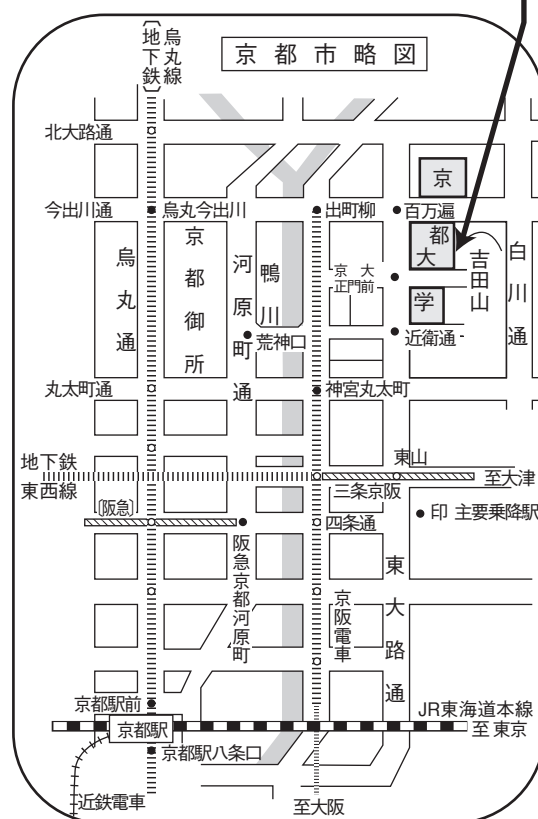 京都市略図
〔地下鉄烏丸線〕
北大路通
今出川通
烏丸今出川
出町柳
百万遍
京都大学
烏丸通
京都御所
河原町通
鴨川
荒神口
京大正門前
吉田山
白川通
近衛通
丸太町通
神宮丸太町
地下鉄
東西線
東山
三条京阪
至大津
〔阪急〕
四条通
●印 主要乗降駅
阪急京都河原町
京阪電車
東大路通
京都駅前
JR東海道本線
至東京
京都駅
京都駅八条口
近鉄電車
至大阪